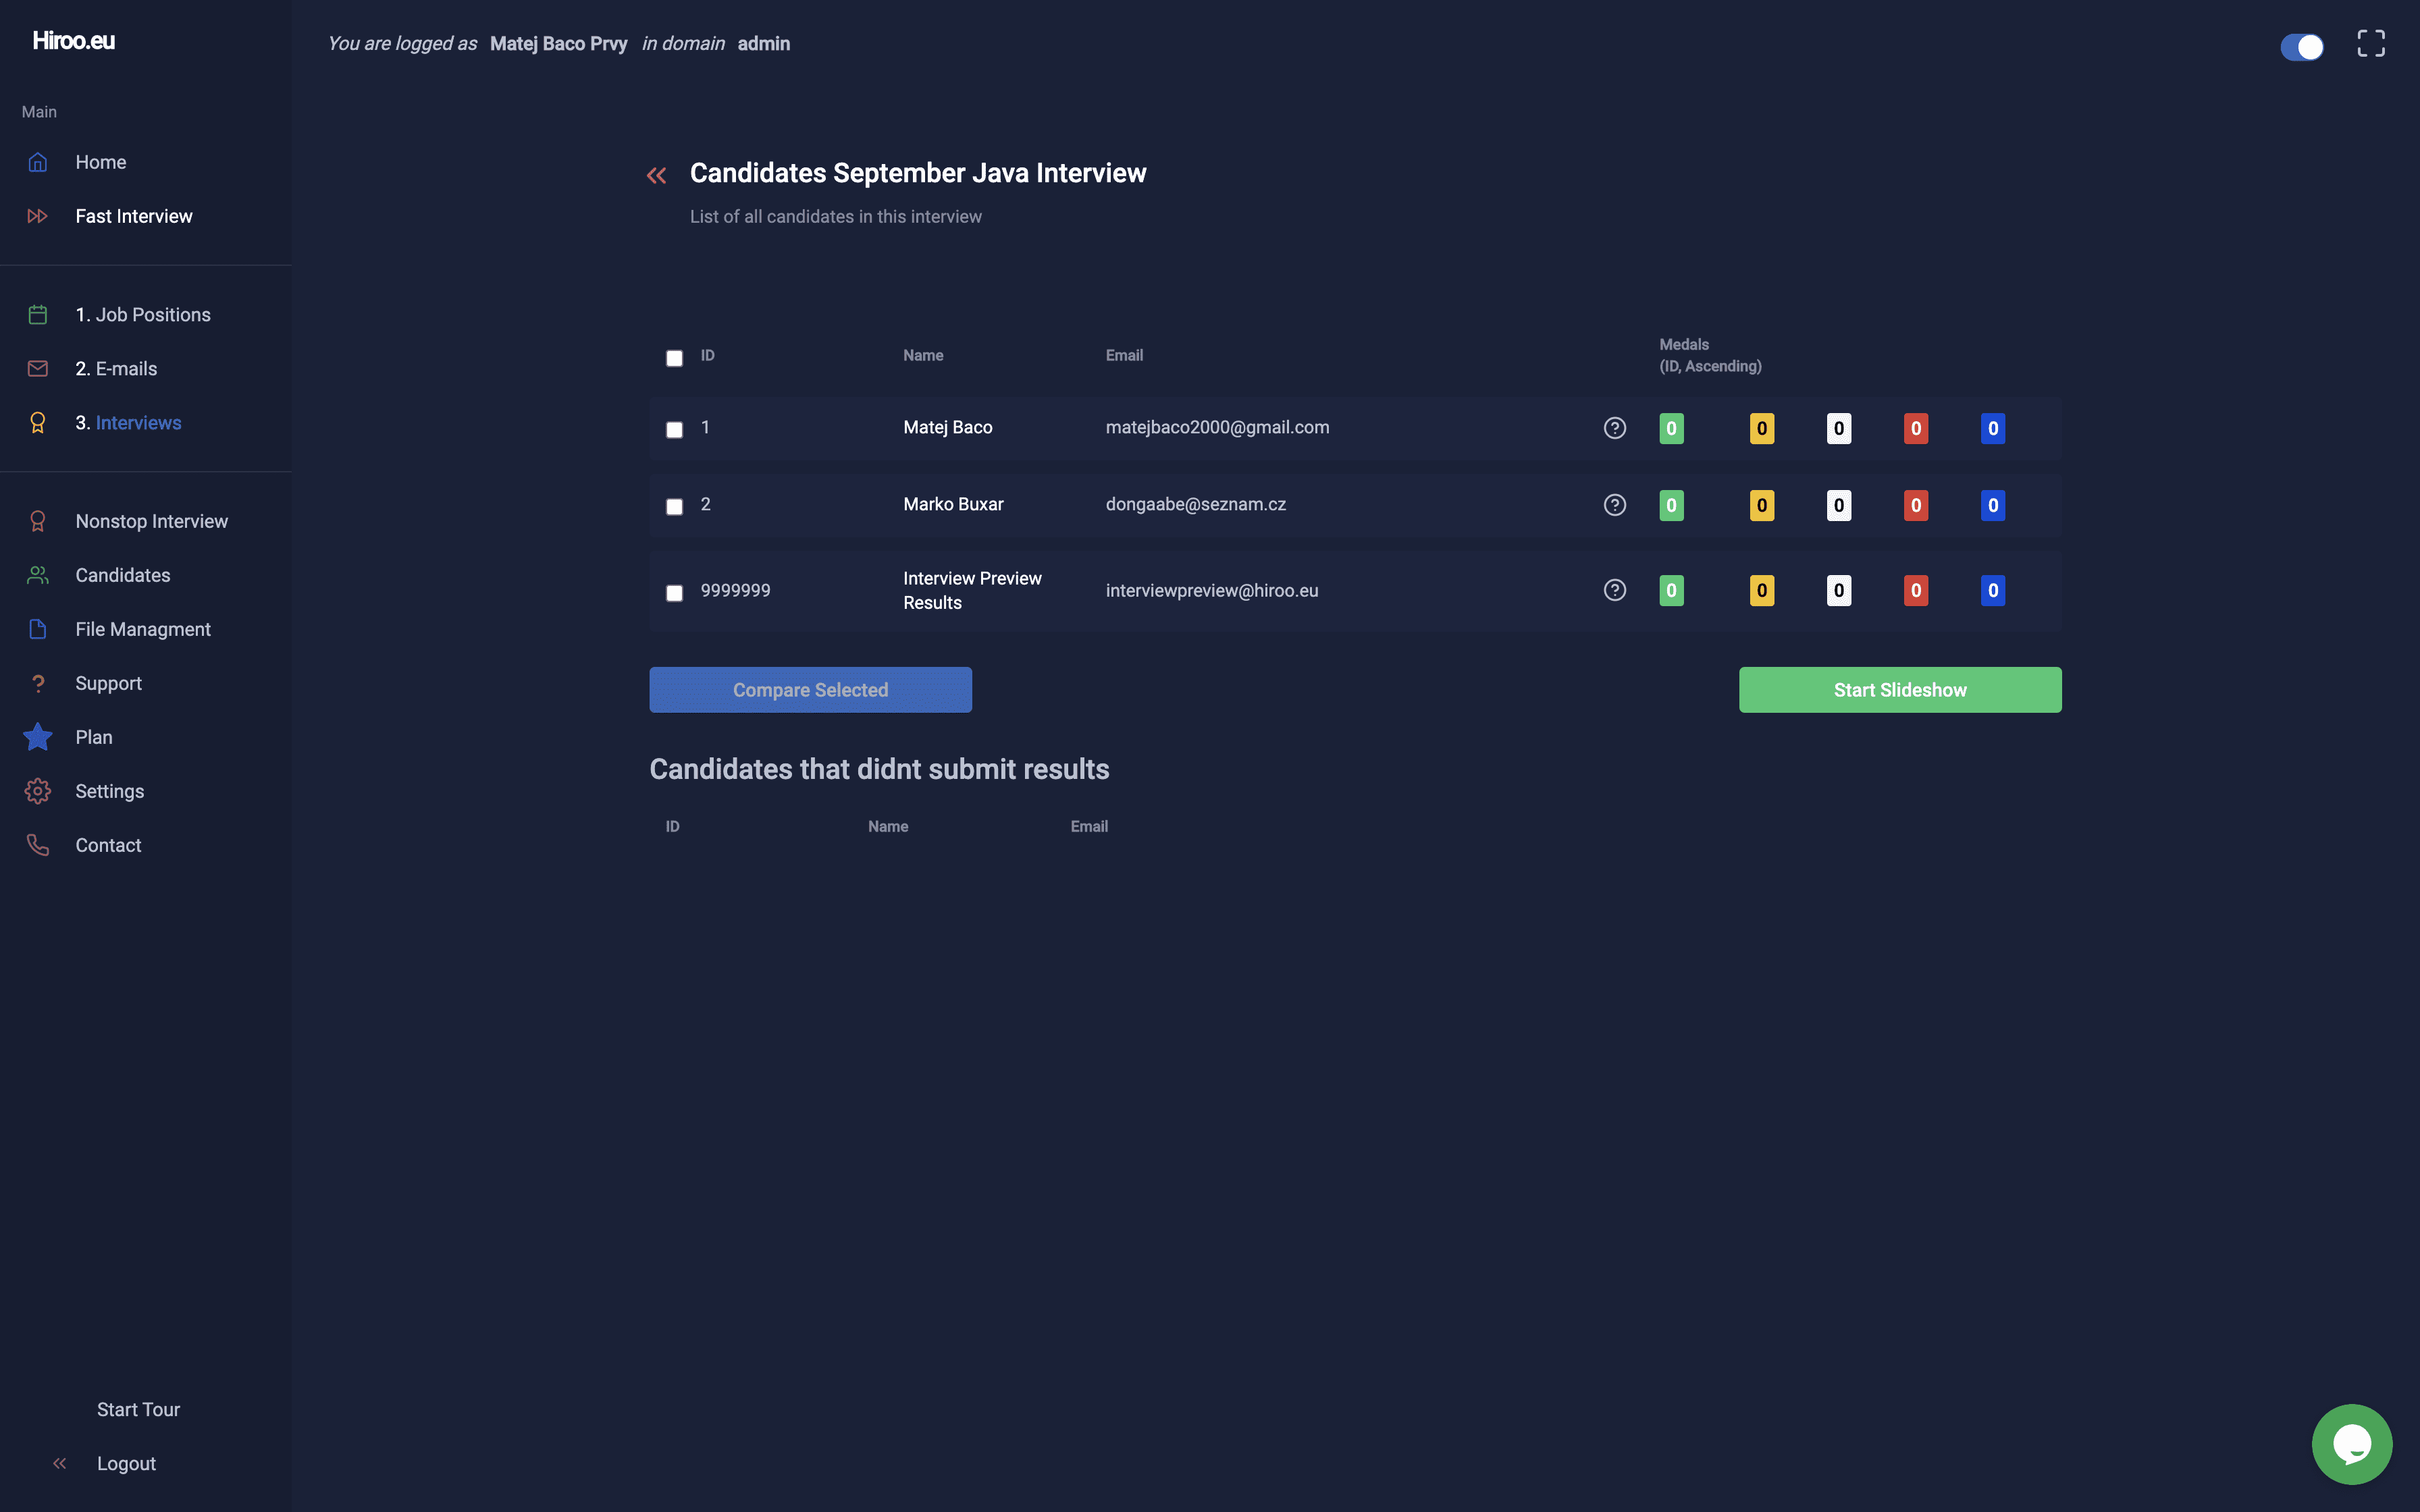 Hiroo.eu
You are logged as Matej Baco Prvy in domain admin
Main
Home
Fast Interview
1. Job Positions
2. E-mails
3. Interviews
Nonstop Interview
Candidates
File Managment
Support
Plan
Settings
Contact
Start Tour
Logout
Candidates September Java Interview
List of all candidates in this interview
ID Name Email Medals
(ID, Ascending)
1 Matej Baco matejbaco2000@gmail.com 0 0 0 0 0
2 Marko Buxar dongaabe@seznam.cz 0 0 0 0 0
9999999 Interview Preview interviewpreview@hiroo.eu 0 0 0 0 0
Results
Compare Selected Start Slideshow
Candidates that didnt submit results
ID Name Email